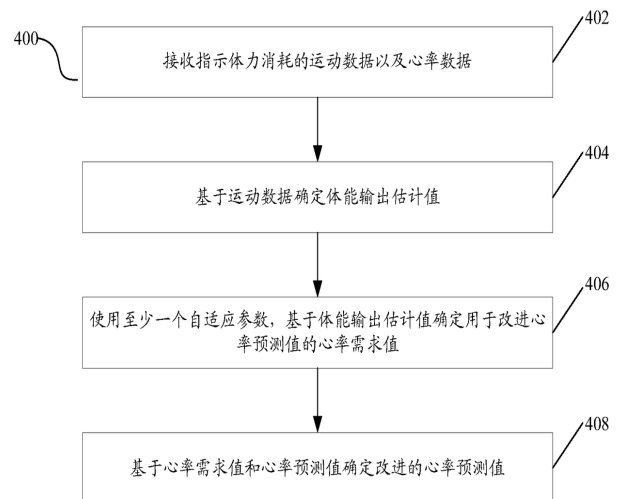 400
402
接收指示体力消耗的运动数据以及心率数据
404
基于运动数据确定体能输出估计值
406
使用至少一个自适应参数，基于体能输出估计值确定用于改进心
率预测值的心率需求值
408
基于心率需求值和心率预测值确定改进的心率预测值